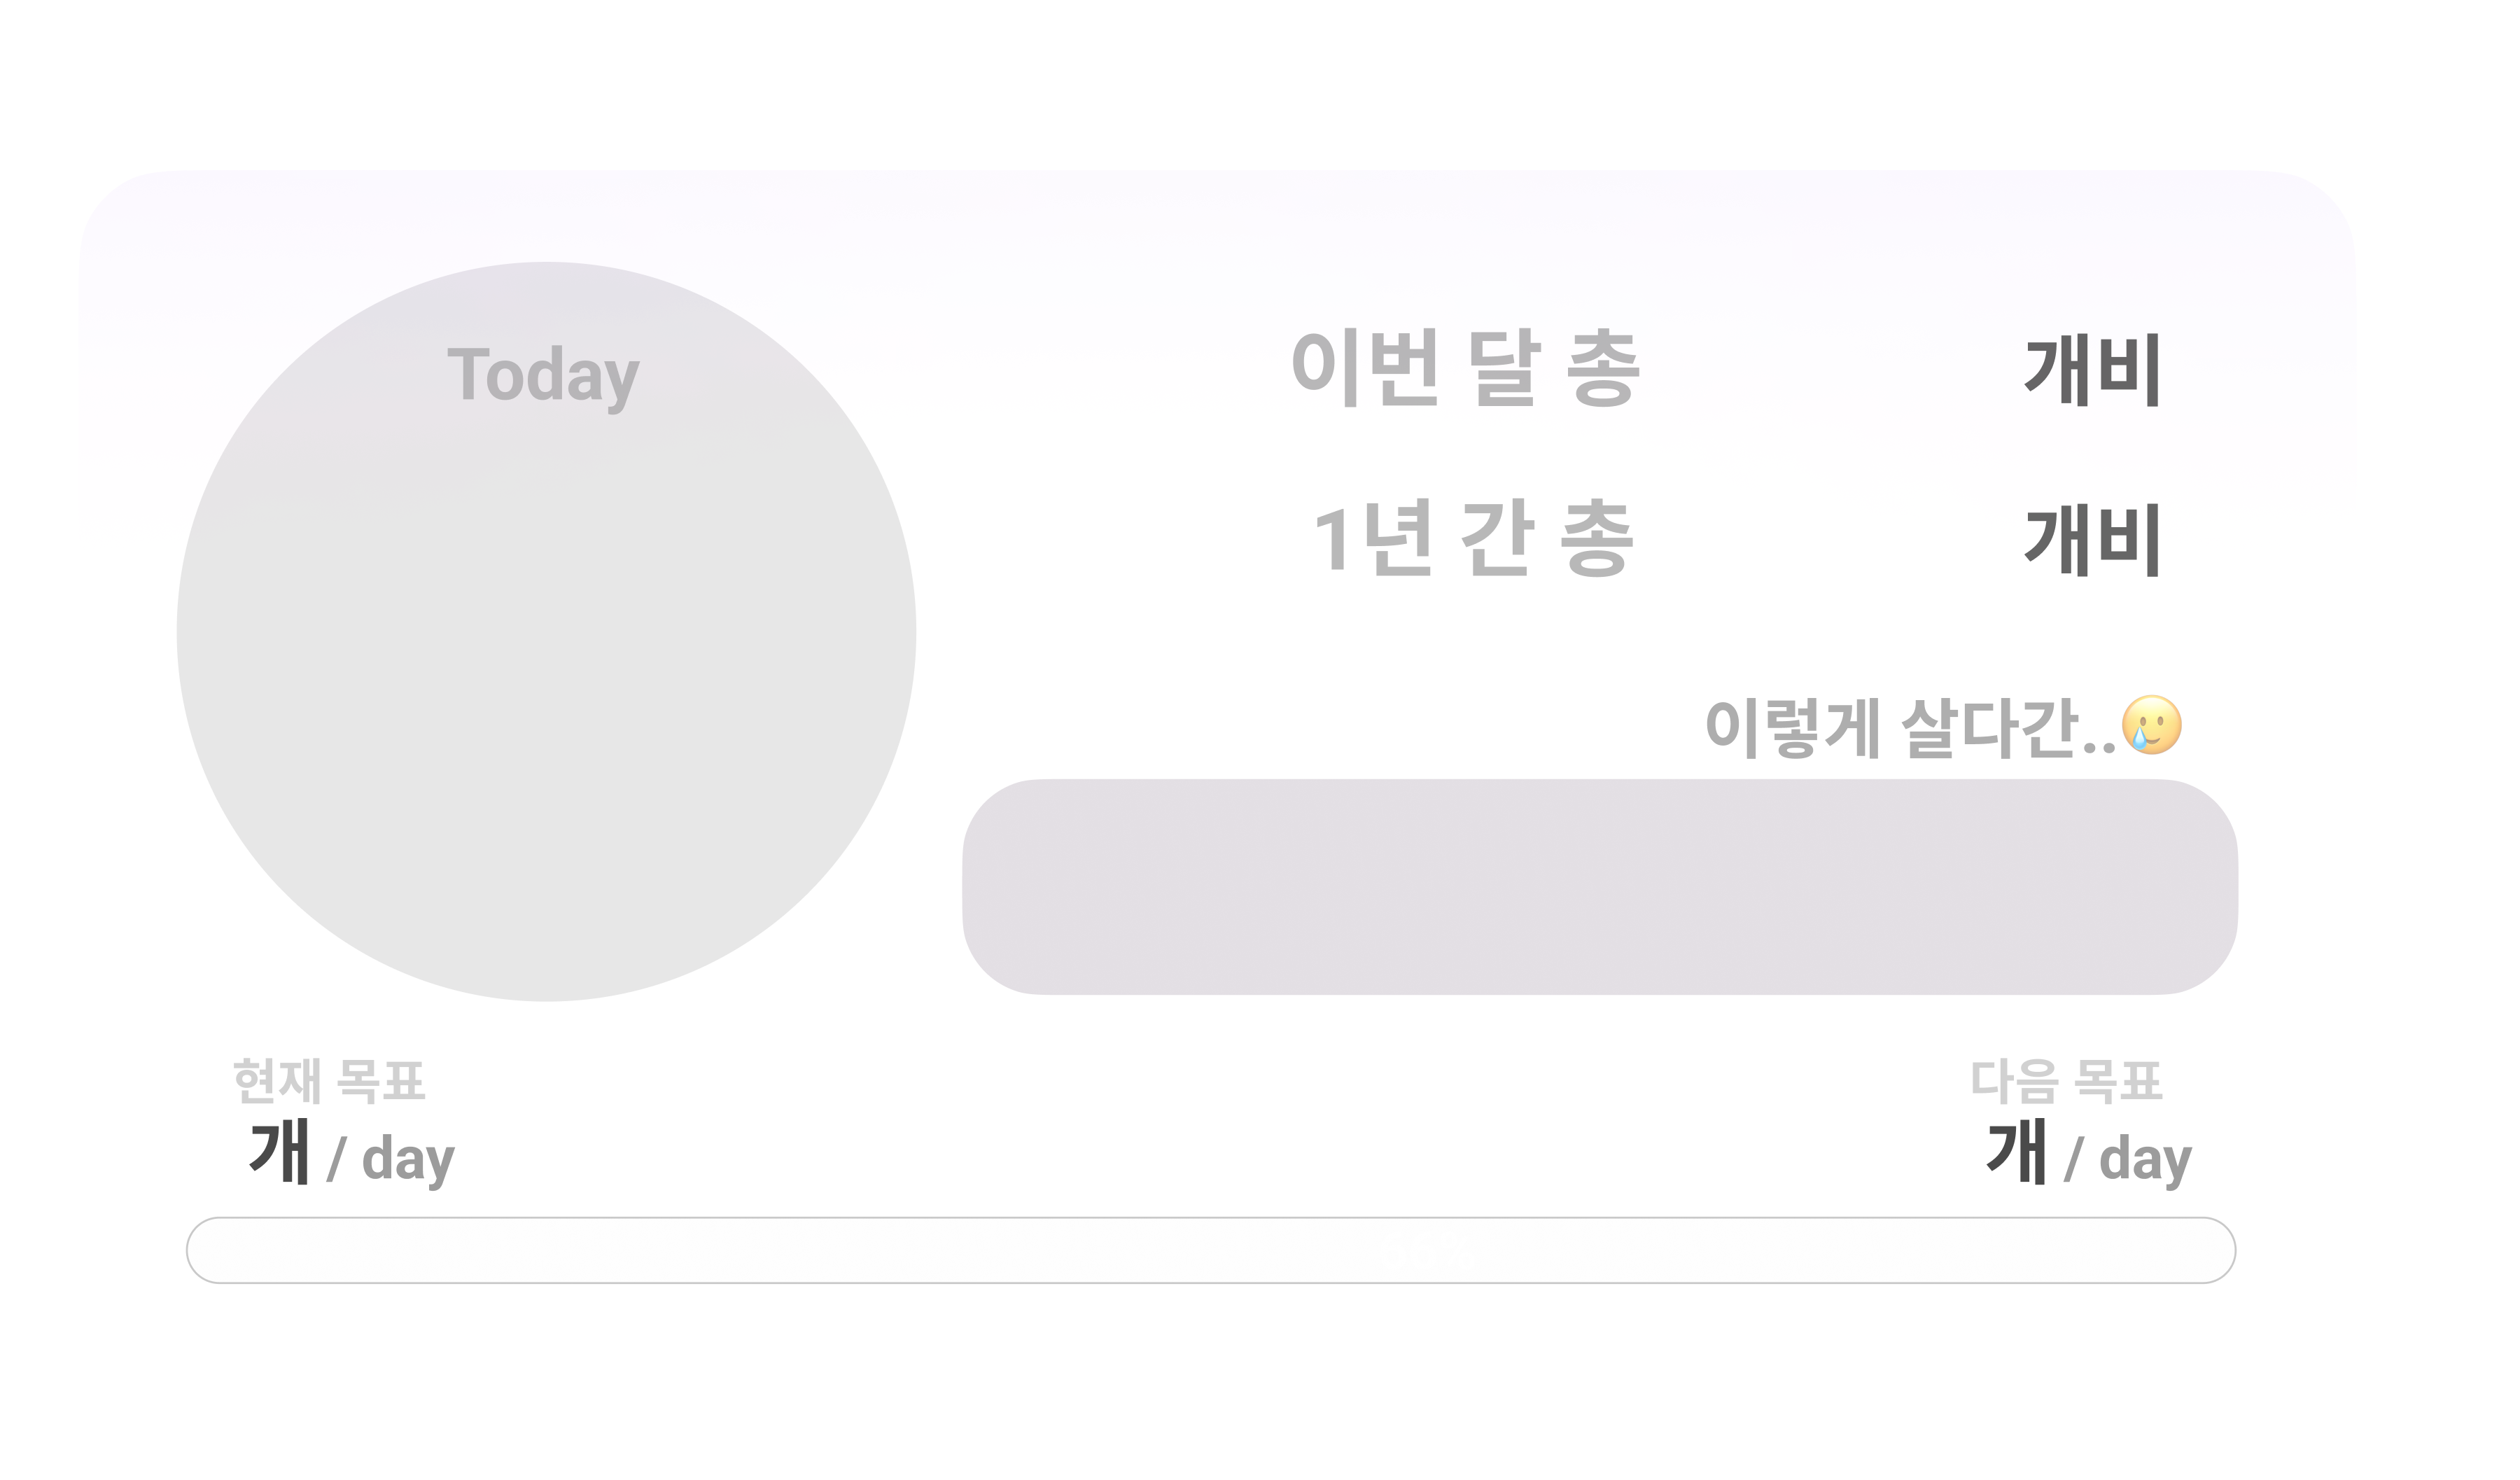 Today
이번 달 총 개비
1년 간 총 개비
이렇게 살다간..🥲
현재 목표
개 / day
다음 목표
개 / day